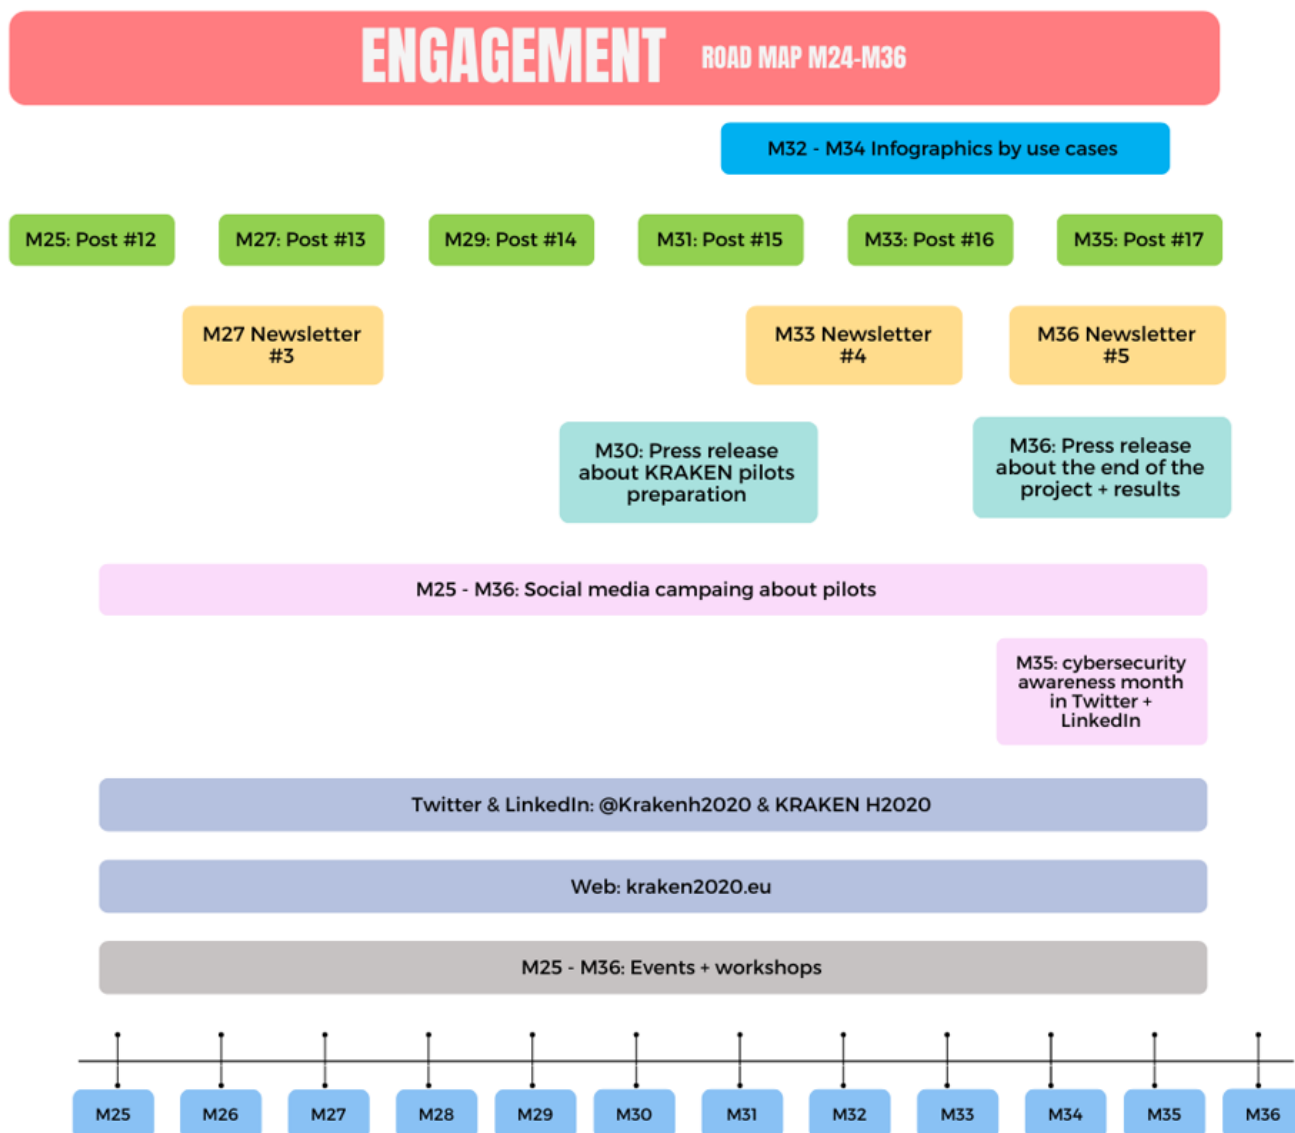 ENGAGEMENT ROAD MAP M24-M36
M32 - M34 Infographics by use cases
M25: Post #12
M27: Post #13
M29: Post #14
M31: Post #15
M33: Post #16
M35: Post #17
M27 Newsletter
#3
M33 Newsletter
#4
M36 Newsletter
#5
M30: Press release
about KRAKEN pilots
preparation
M36: Press release
about the end of the
project + results
M25 - M36: Social media campaing about pilots
M35: cybersecurity
awareness month
in Twitter +
LinkedIn
Twitter & LinkedIn: @Krakenh2020 & KRAKEN H2020
Web: kraken2020.eu
M25 - M36: Events + workshops
M25
M26
M27
M28
M29
M30
M31
M32
M33
M34
M35
M36